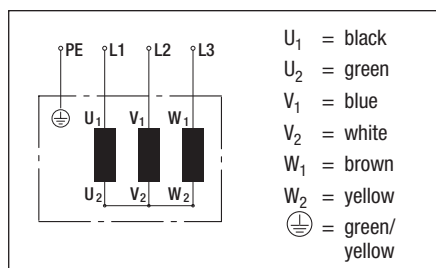 PE L1 L2 L3
U₁ V₁ W₁
U₂ V₂ W₂
U₁ = black
U₂ = green
V₁ = blue
V₂ = white
W₁ = brown
W₂ = yellow
⏚ = green/
yellow